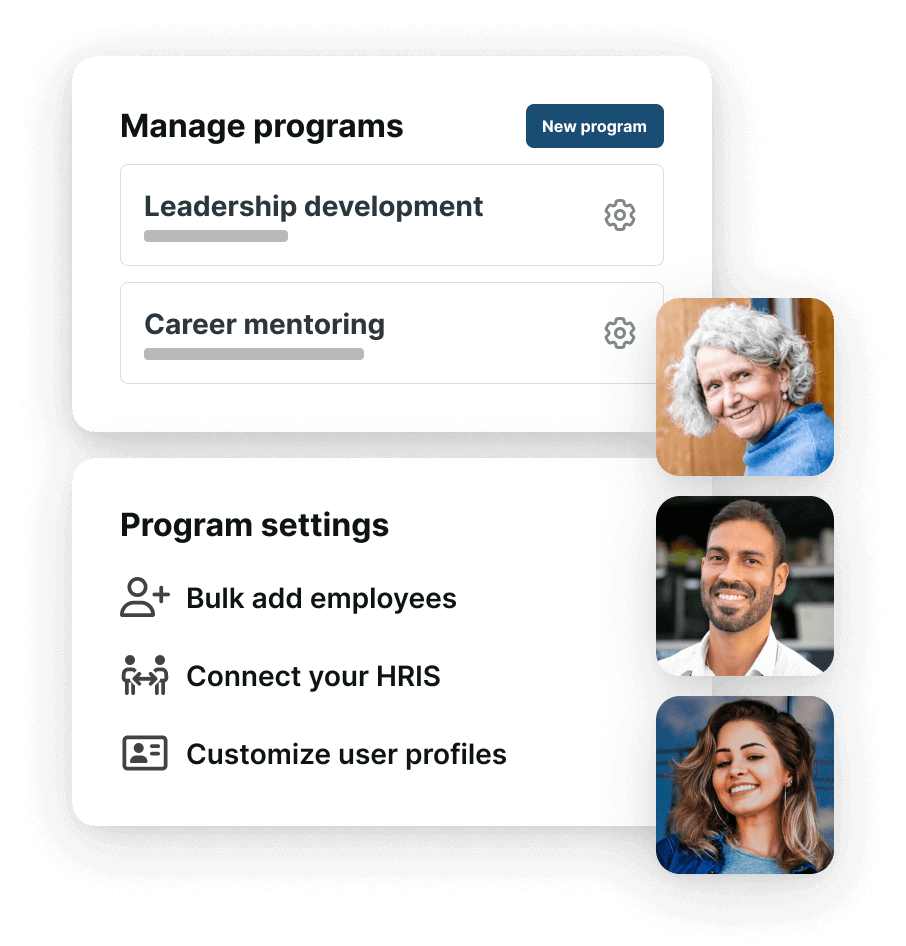 Manage programs
New program
Leadership development
Career mentoring
Program settings
Bulk add employees
Connect your HRIS
Customize user profiles